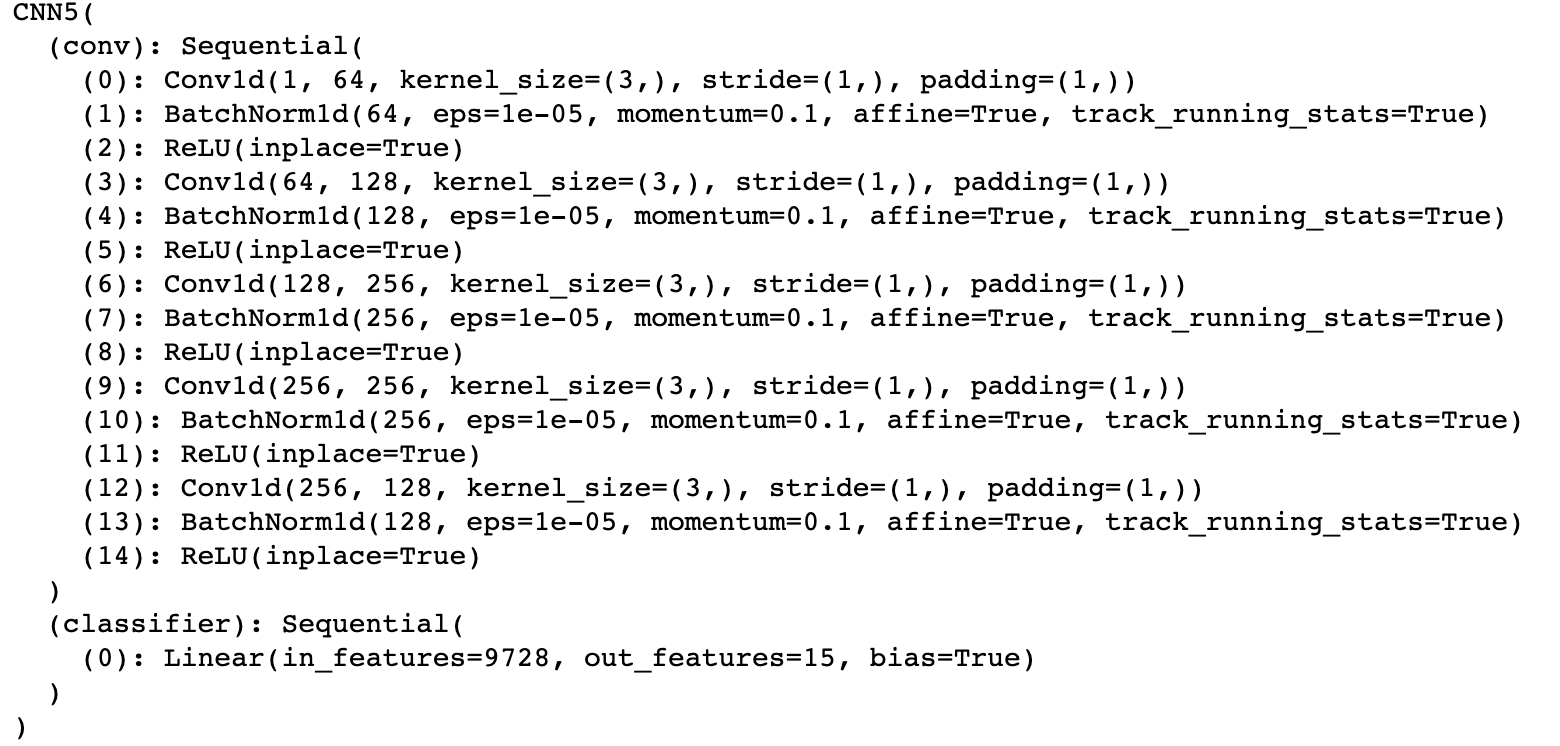 CNN5(
  (conv): Sequential(
    (0): Conv1d(1, 64, kernel_size=(3,), stride=(1,), padding=(1,))
    (1): BatchNorm1d(64, eps=1e-05, momentum=0.1, affine=True, track_running_stats=True)
    (2): ReLU(inplace=True)
    (3): Conv1d(64, 128, kernel_size=(3,), stride=(1,), padding=(1,))
    (4): BatchNorm1d(128, eps=1e-05, momentum=0.1, affine=True, track_running_stats=True)
    (5): ReLU(inplace=True)
    (6): Conv1d(128, 256, kernel_size=(3,), stride=(1,), padding=(1,))
    (7): BatchNorm1d(256, eps=1e-05, momentum=0.1, affine=True, track_running_stats=True)
    (8): ReLU(inplace=True)
    (9): Conv1d(256, 256, kernel_size=(3,), stride=(1,), padding=(1,))
    (10): BatchNorm1d(256, eps=1e-05, momentum=0.1, affine=True, track_running_stats=True)
    (11): ReLU(inplace=True)
    (12): Conv1d(256, 128, kernel_size=(3,), stride=(1,), padding=(1,))
    (13): BatchNorm1d(128, eps=1e-05, momentum=0.1, affine=True, track_running_stats=True)
    (14): ReLU(inplace=True)
  )
  (classifier): Sequential(
    (0): Linear(in_features=9728, out_features=15, bias=True)
  )
)